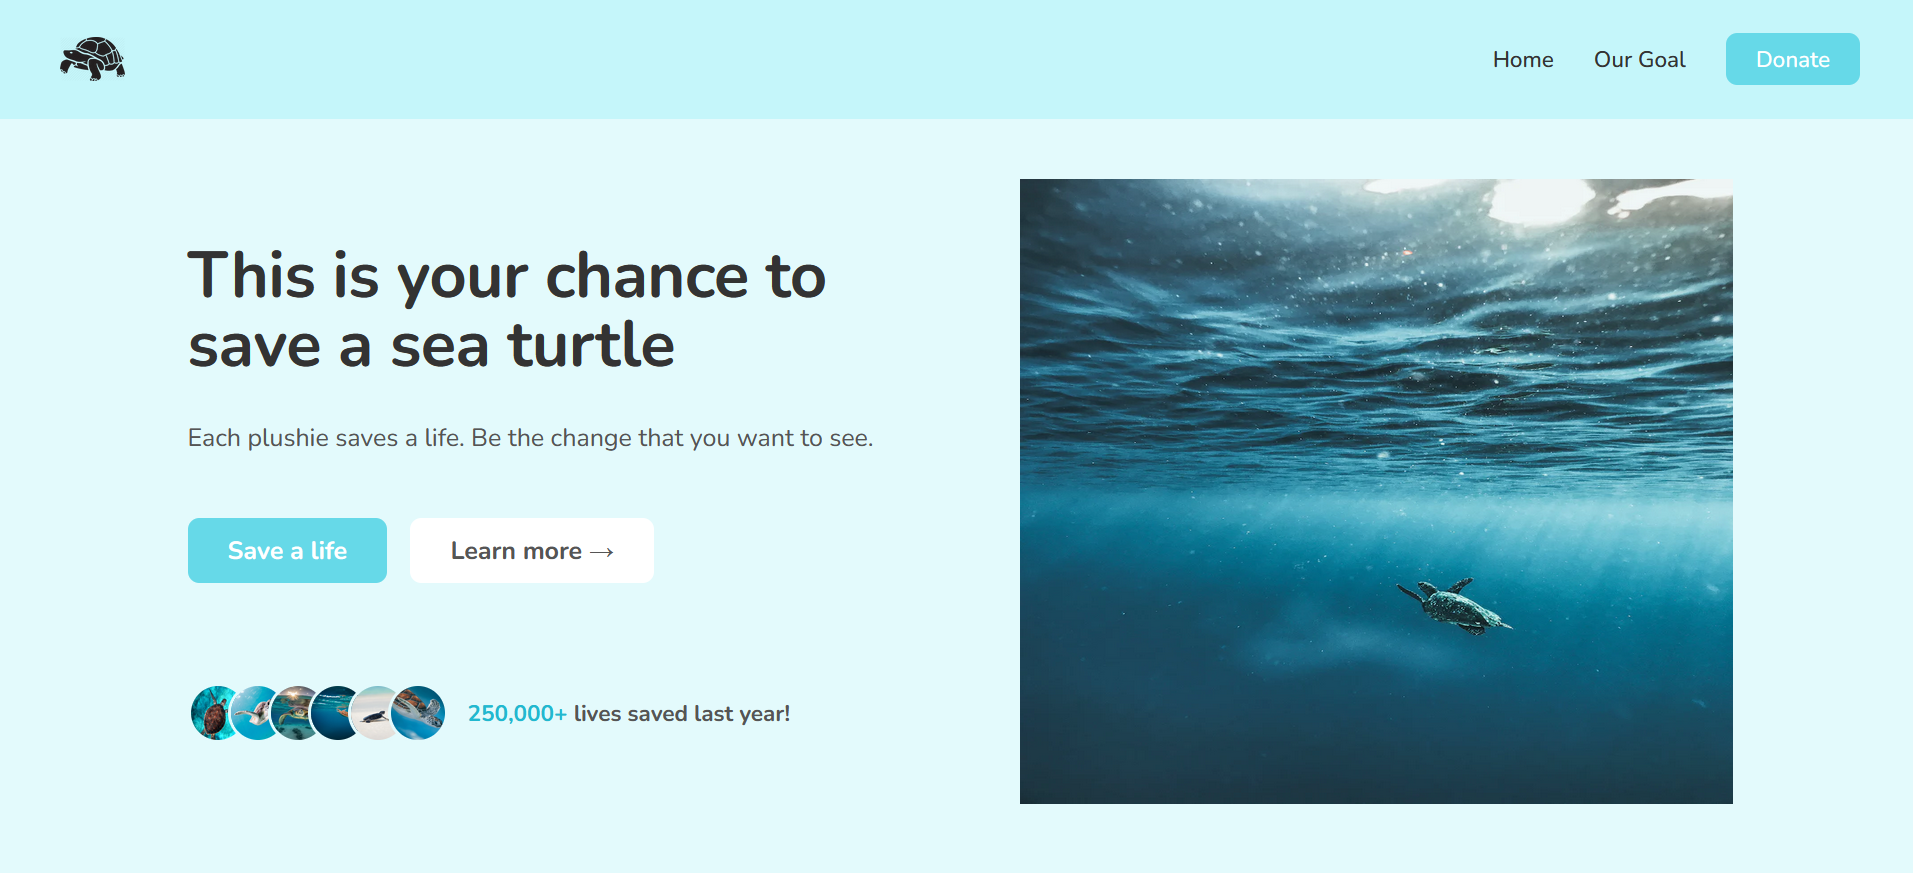 Home
Our Goal
Donate
This is your chance to
save a sea turtle
Each plushie saves a life. Be the change that you want to see.
Save a life
Learn more →
250,000+ lives saved last year!